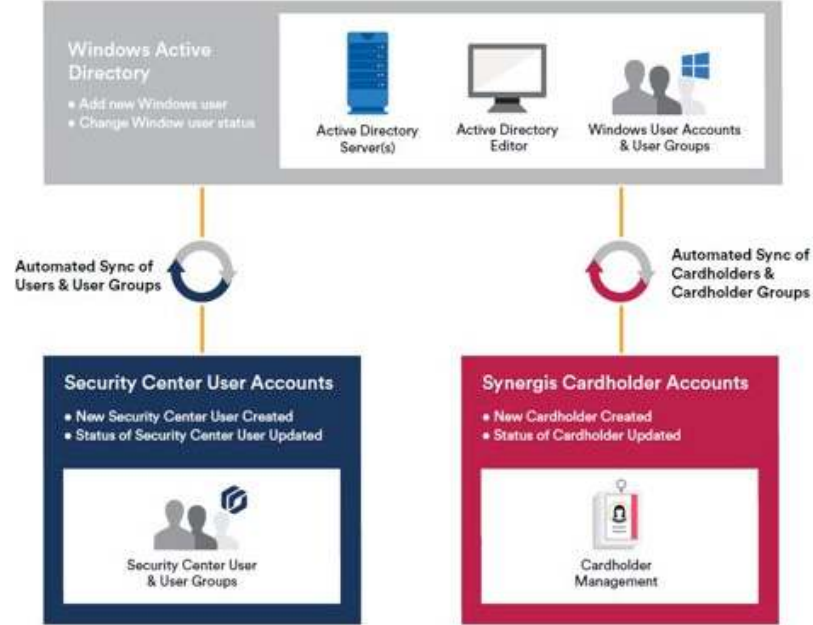 Windows Active
Directory
• Add new Windows user
• Change Window user status
Active Directory
Server(s)
Active Directory
Editor
Windows User Accounts
& User Groups
Automated Sync of
Users & User Groups
Automated Sync of
Cardholders &
Cardholder Groups
Security Center User Accounts
• New Security Center User Created
• Status of Security Center User Updated
Security Center User
& User Groups
Synergis Cardholder Accounts
• New Cardholder Created
• Status of Cardholder Updated
Cardholder
Management